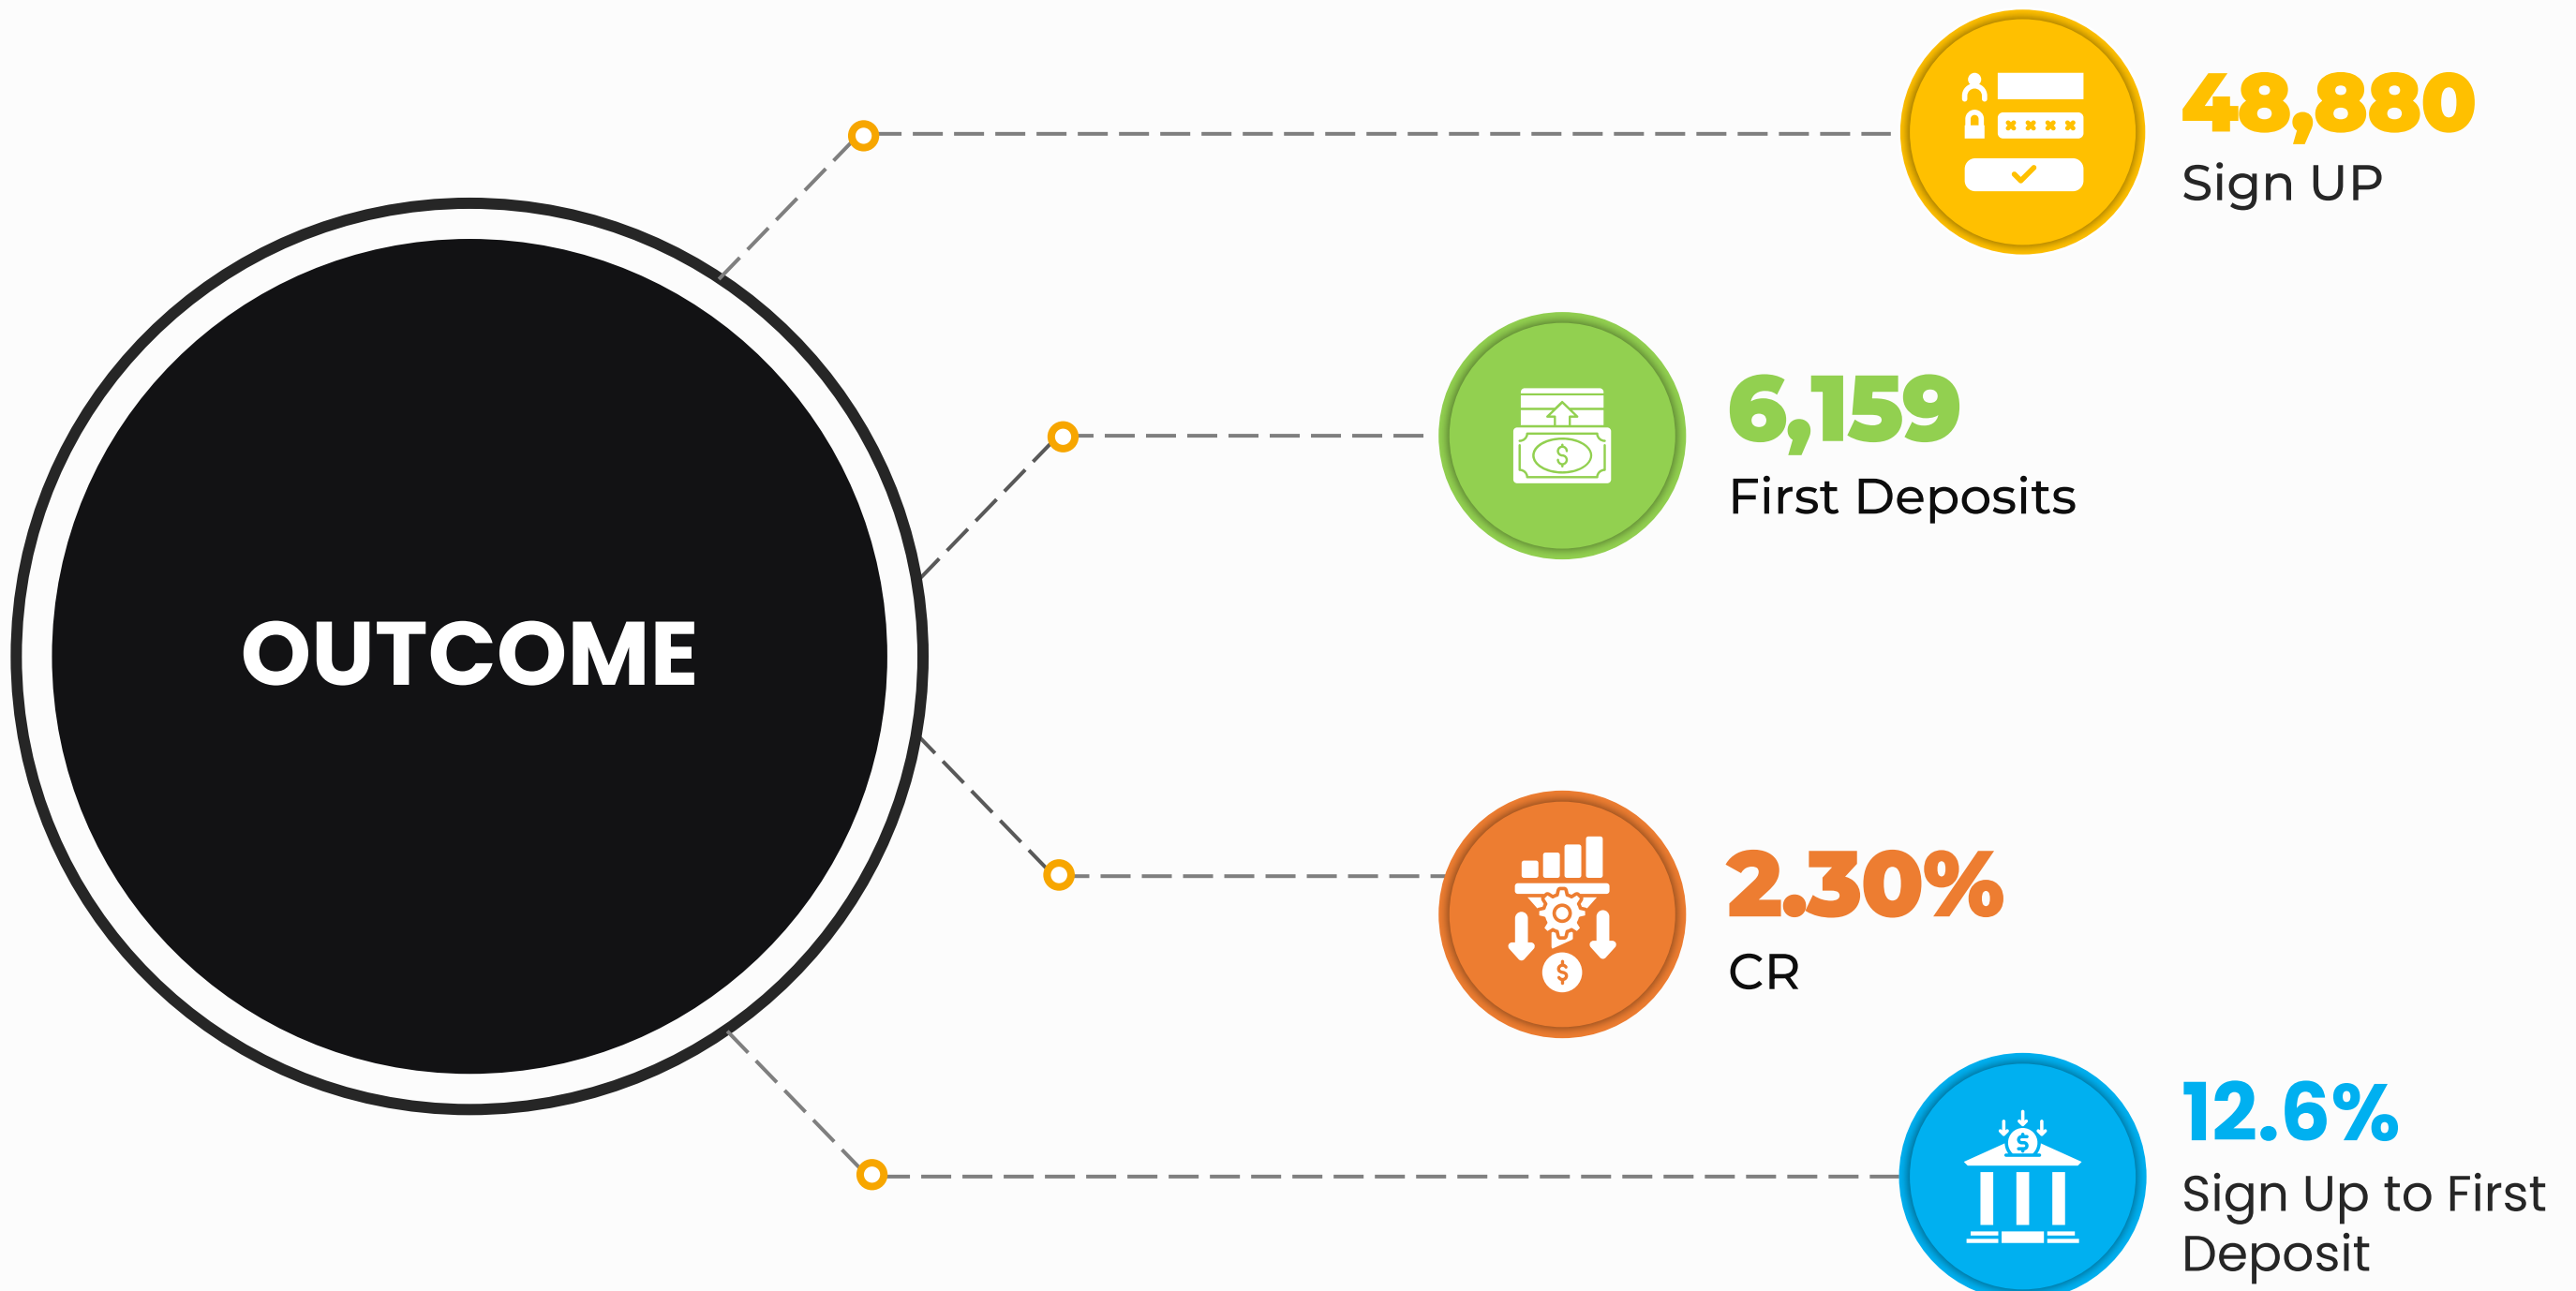 48,880
Sign UP
6,159
First Deposits
OUTCOME
2.30%
CR
12.6%
Sign Up to First
Deposit